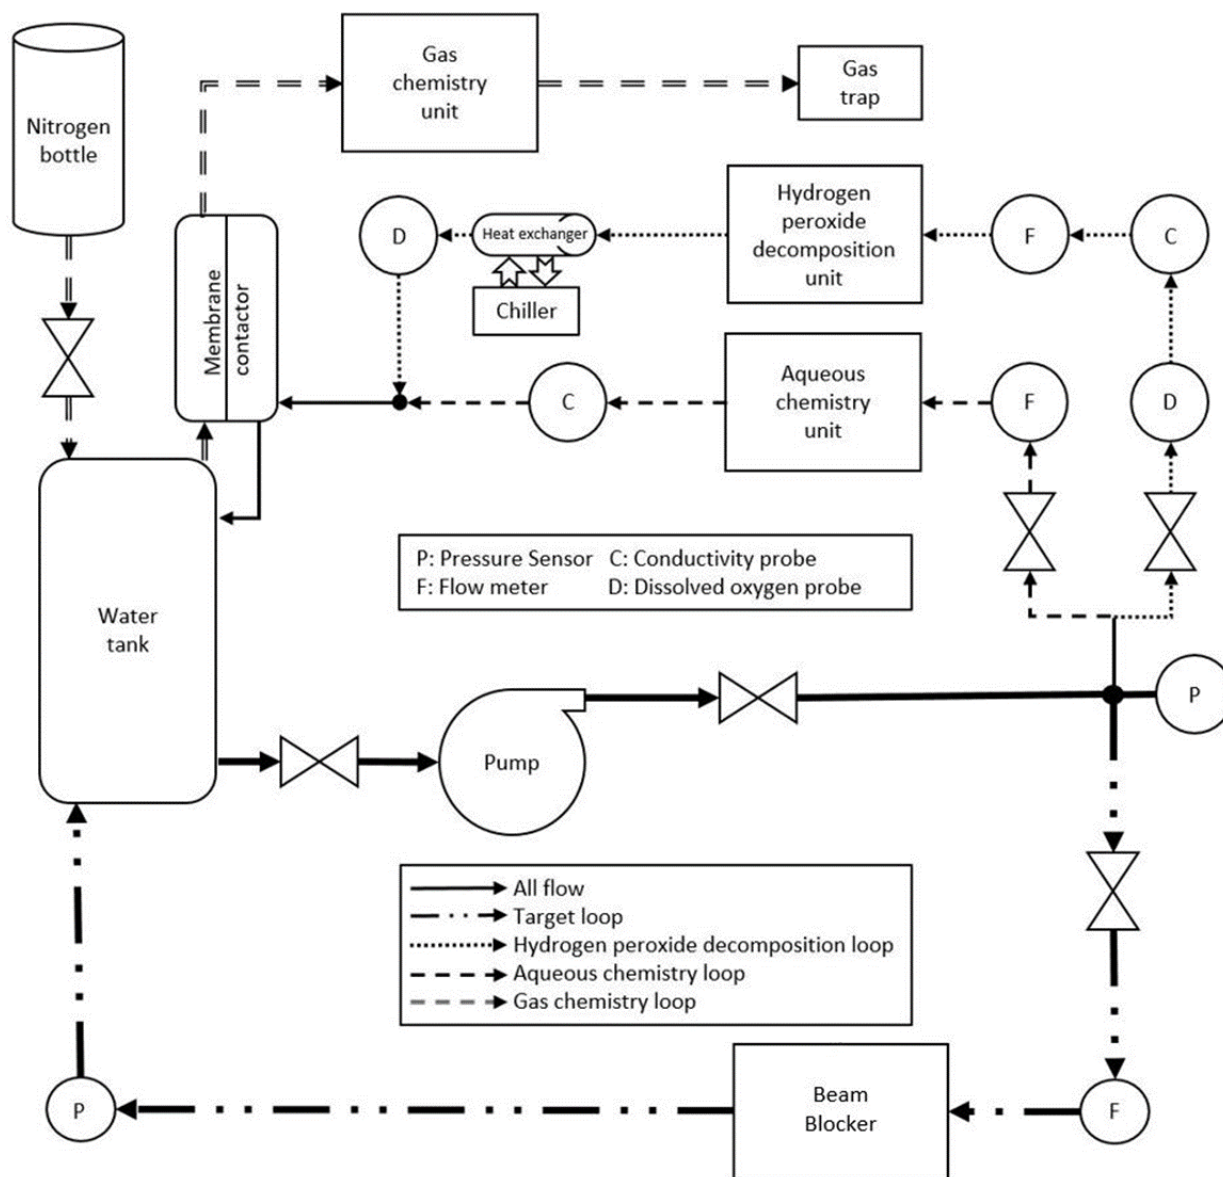 Nitrogen
bottle
Gas
chemistry
unit
Gas
trap
Membrane
contactor
D
Heat exchanger
Chiller
Hydrogen
peroxide
decomposition
unit
F
C
C
Aqueous
chemistry
unit
F
D
P: Pressure Sensor C: Conductivity probe
F: Flow meter D: Dissolved oxygen probe
Water
tank
Pump
P
All flow
Target loop
Hydrogen peroxide decomposition loop
Aqueous chemistry loop
Gas chemistry loop
P
Beam
Blocker
F